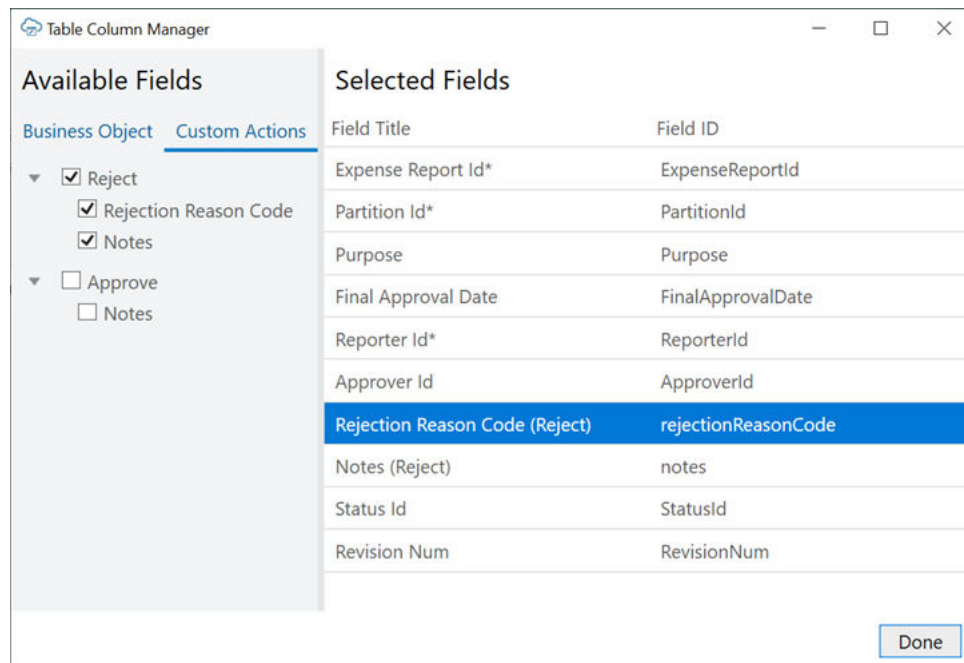 Table Column Manager
Available Fields
Business Object Custom Actions
Reject
Rejection Reason Code
Notes
Approve
Notes
Selected Fields
Field Title Field ID
Expense Report Id* ExpenseReportId
Partition Id* PartitionId
Purpose Purpose
Final Approval Date FinalApprovalDate
Reporter Id* ReporterId
Approver Id ApproverId
Rejection Reason Code (Reject) rejectionReasonCode
Notes (Reject) notes
Status Id StatusId
Revision Num RevisionNum
Done